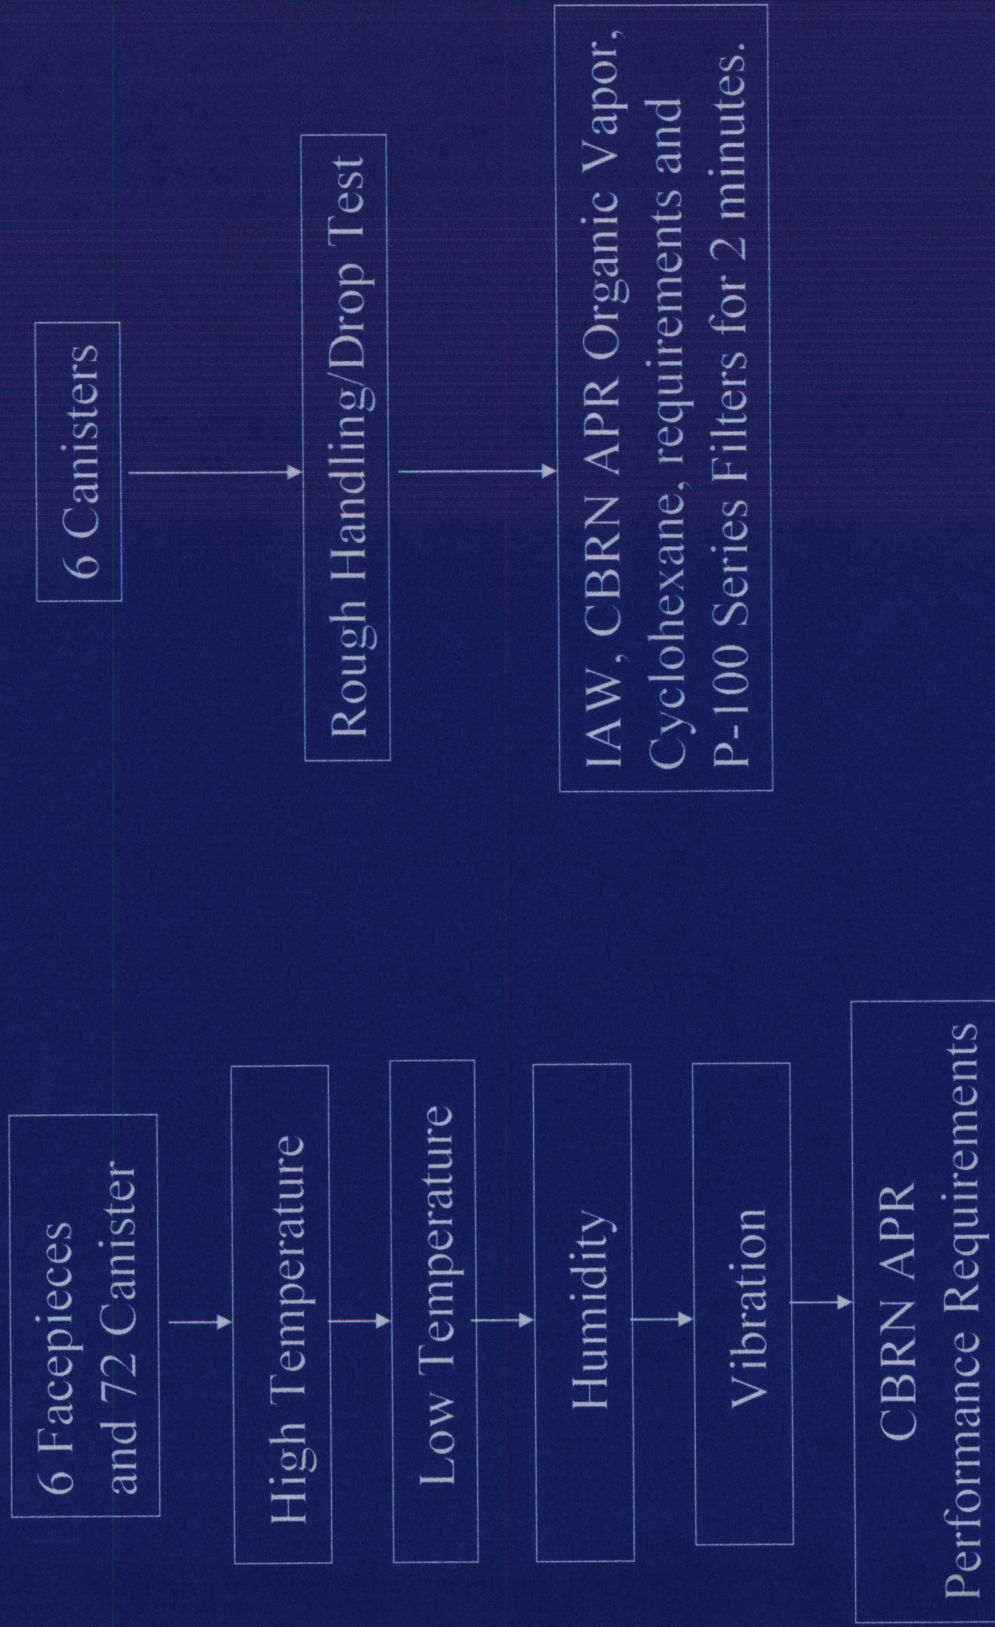 6 Facepieces
and 72 Canister
High Temperature
Low Temperature
Humidity
Vibration
CBRN APR
Performance Requirements
6 Canisters
Rough Handling/Drop Test
IAW, CBRN APR Organic Vapor,
Cyclohexane, requirements and
P-100 Series Filters for 2 minutes.